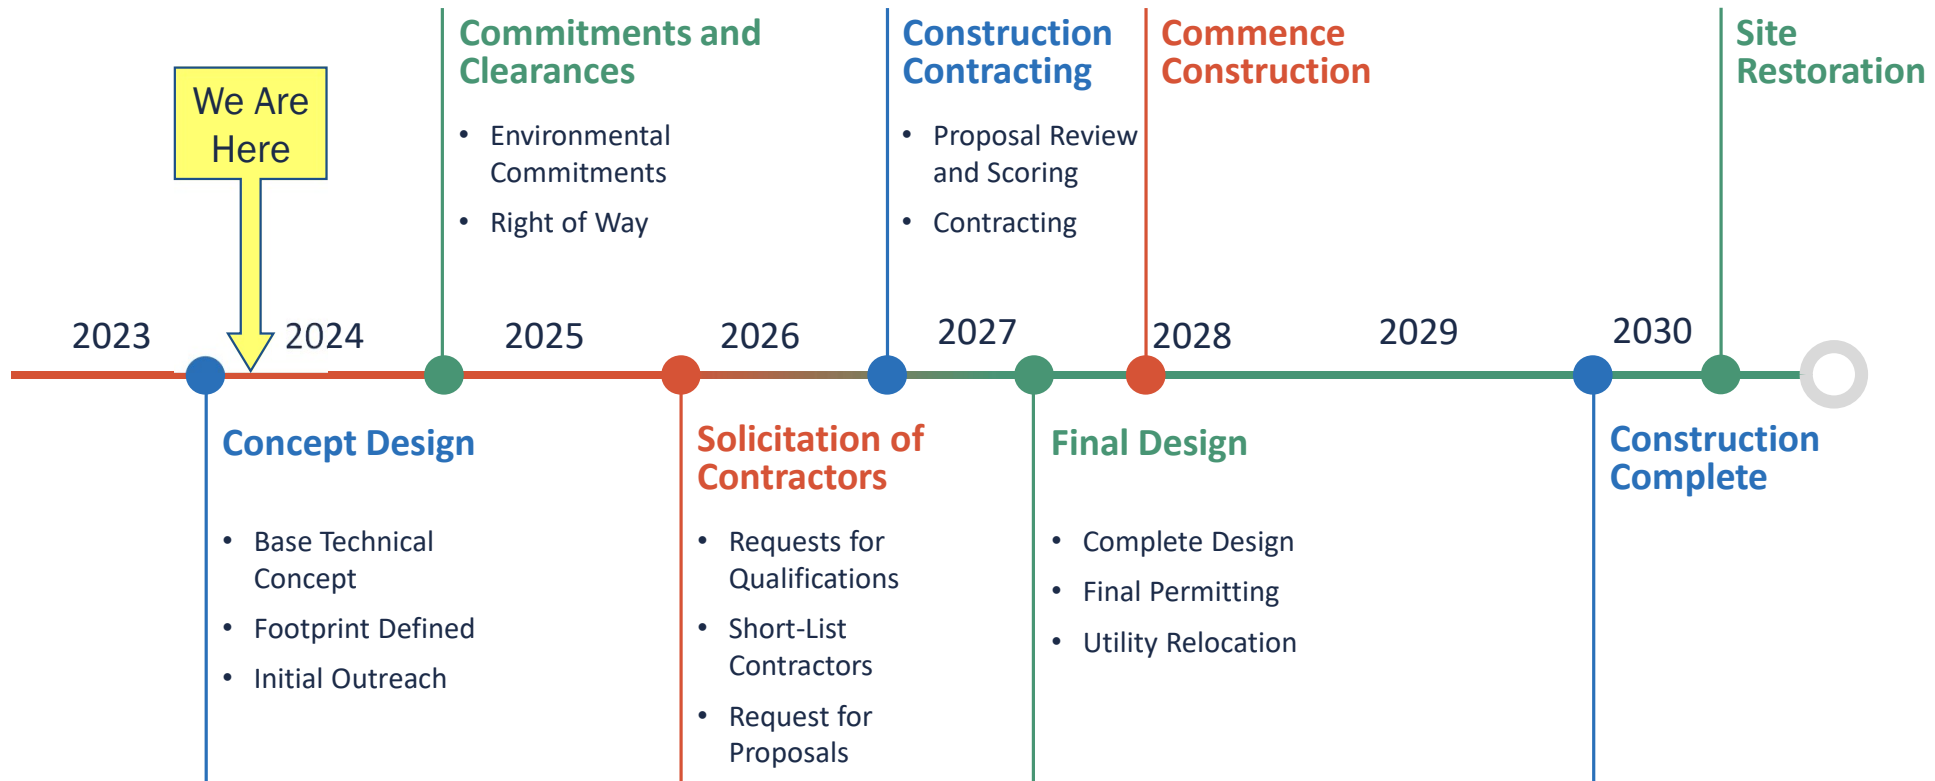 We Are
Here
Commitments and
Clearances
• Environmental
Commitments
• Right of Way
Construction
Contracting
• Proposal Review
and Scoring
• Contracting
Commence
Construction
Site
Restoration
2023
2024
2025
2026
2027
2028
2029
2030
Concept Design
• Base Technical
Concept
• Footprint Defined
• Initial Outreach
Solicitation of
Contractors
• Requests for
Qualifications
• Short-List
Contractors
• Request for
Proposals
Final Design
• Complete Design
• Final Permitting
• Utility Relocation
Construction
Complete